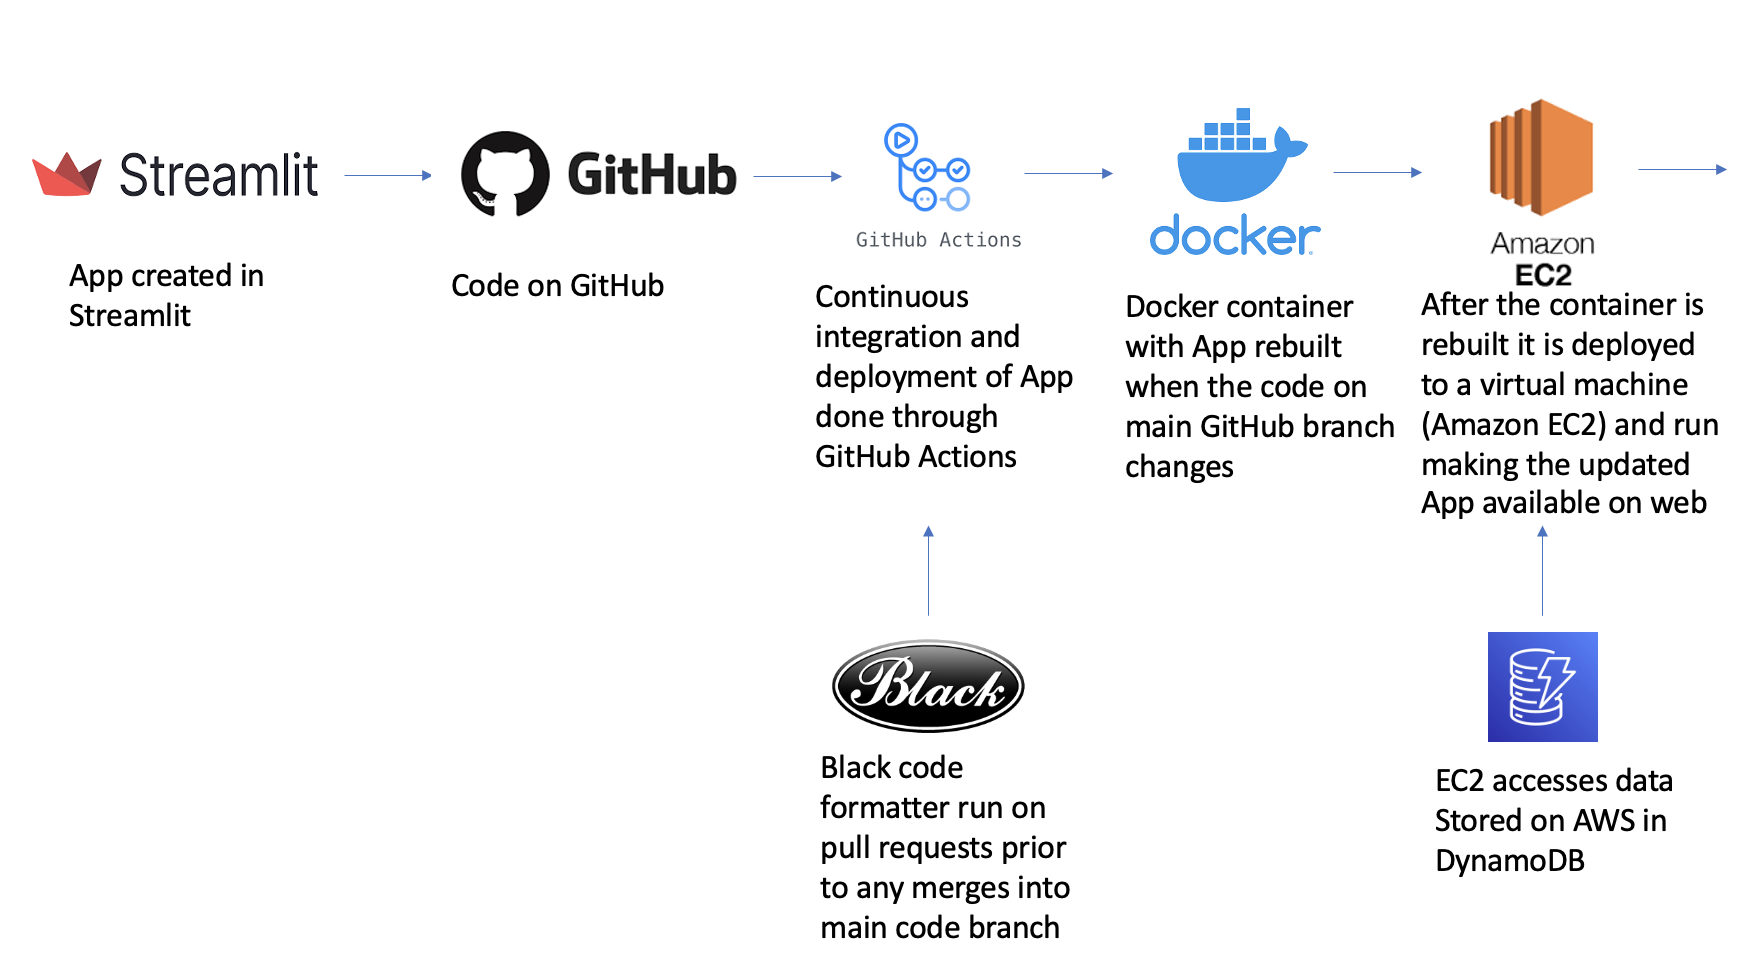 Streamlit
App created in
Streamlit
GitHub
Code on GitHub
GitHub Actions
Continuous
integration and
deployment of App
done through
GitHub Actions
docker
Docker container
with App rebuilt
when the code on
main GitHub branch
changes
Amazon
EC2
After the container is
rebuilt it is deployed
to a virtual machine
(Amazon EC2) and run
making the updated
App available on web
Black
Black code
formatter run on
pull requests prior
to any merges into
main code branch
EC2 accesses data
Stored on AWS in
DynamoDB